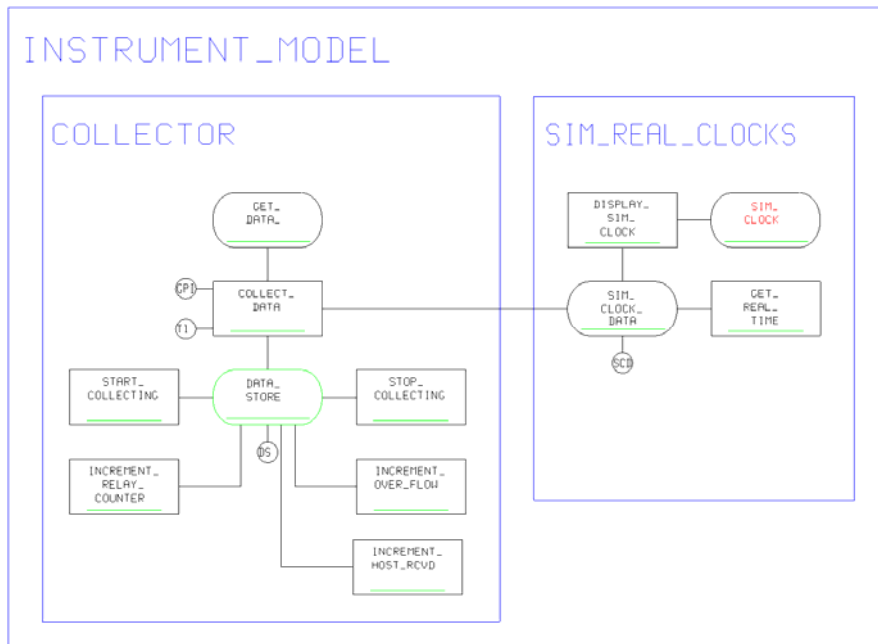 INSTRUMENT_MODEL
COLLECTOR
GET_
DATA_
GPI
COLLECT_
DATA
T1
START_
COLLECTING
DATA_
STORE
STOP_
COLLECTING
DS
INCREMENT_
RELAY_
COUNTER
INCREMENT_
OVER_FLOW
INCREMENT_
HOST_RCVD
SIM_REAL_CLOCKS
DISPLAY_
SIM_
CLOCK
SIM_
CLOCK
SIM_
CLOCK_
DATA
GET_
REAL_
TIME
SCD